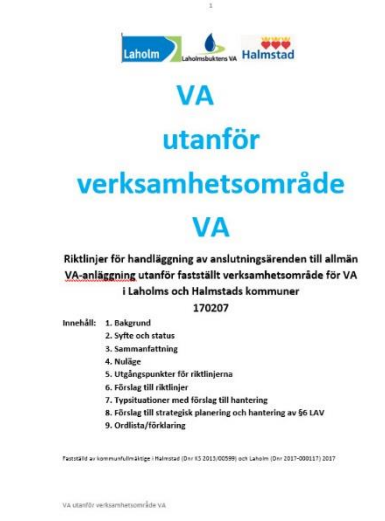 1
Laholm
Laholmsbuktens VA
Halmstad
VA
utanför
verksamhetsområde
VA
Riktlinjer för handläggning av anslutningsärenden till allmän
VA-anläggning utanför fastställt verksamhetsområde för VA
i Laholms och Halmstads kommuner
170207
Innehåll: 1. Bakgrund
2. Syfte och status
3. Sammanfattning
4. Nuläge
5. Utgångspunkter för riktlinjerna
6. Förslag till riktlinjer
7. Typsituationer med förslag till hantering
8. Förslag till strategisk planering och hantering av §6 LAV
9. Ordlista/förklaring
Fastställd av kommunfullmäktige i Halmstad (Dnr KS 2013/00599) och Laholm (Dnr 2017-000117) 2017
VA utanför verksamhetsområde VA